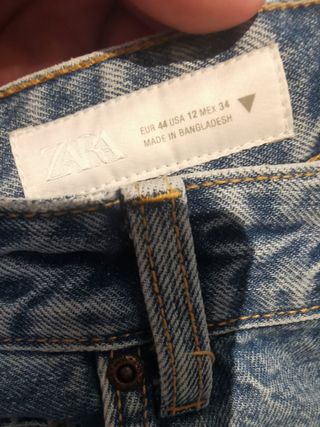 ZARA
EUR 44 USA 12 MEX 34
MADE IN BANGLADESH